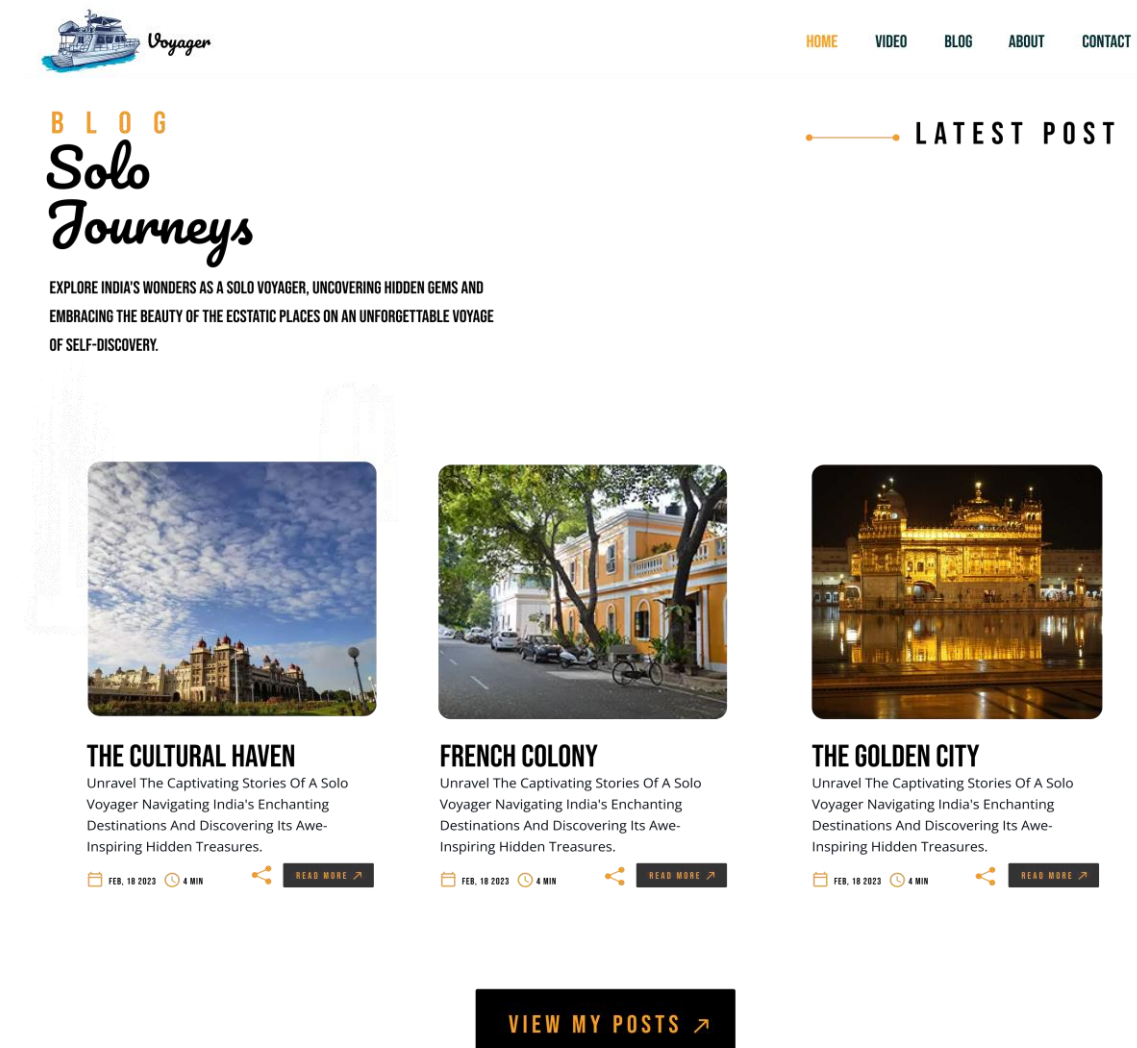 Voyager
HOME VIDEO BLOG ABOUT CONTACT
BLOG
LATEST POST
Solo
Journeys
EXPLORE INDIA'S WONDERS AS A SOLO VOYAGER, UNCOVERING HIDDEN GEMS AND
EMBRACING THE BEAUTY OF THE ECSTATIC PLACES ON AN UNFORGETTABLE VOYAGE
OF SELF-DISCOVERY.
THE CULTURAL HAVEN
Unravel The Captivating Stories Of A Solo
Voyager Navigating India's Enchanting
Destinations And Discovering Its Awe-
Inspiring Hidden Treasures.
FEB, 18 2023 4 MIN READ MORE
FRENCH COLONY
Unravel The Captivating Stories Of A Solo
Voyager Navigating India's Enchanting
Destinations And Discovering Its Awe-
Inspiring Hidden Treasures.
FEB, 18 2023 4 MIN READ MORE
THE GOLDEN CITY
Unravel The Captivating Stories Of A Solo
Voyager Navigating India's Enchanting
Destinations And Discovering Its Awe-
Inspiring Hidden Treasures.
FEB, 18 2023 4 MIN READ MORE
VIEW MY POSTS